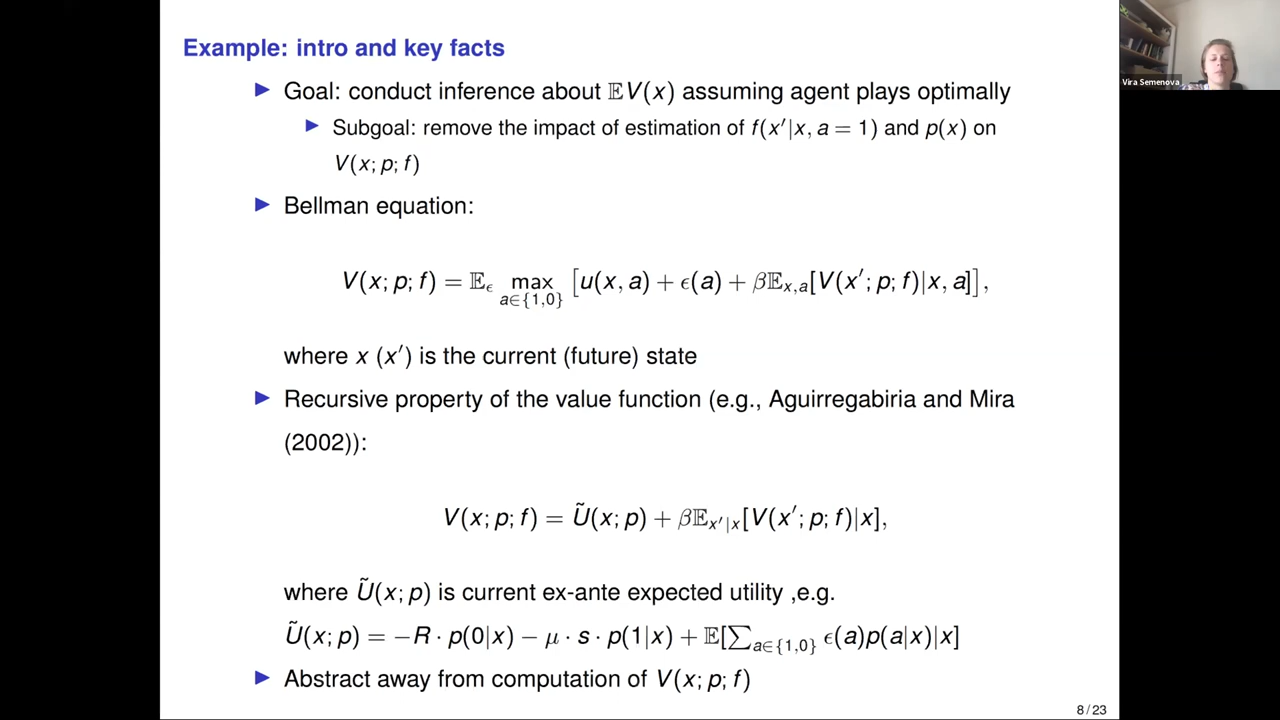 Example: intro and key facts
Vira Semenova
▶ Goal: conduct inference about 𝔼V(x) assuming agent plays optimally
▶ Subgoal: remove the impact of estimation of f(x′|x, a = 1) and p(x) on
V(x; p; f)
▶ Bellman equation:
V(x; p; f) = 𝔼_ϵ max_{a∈{1,0}} [u(x, a) + ϵ(a) + β𝔼_{x,a}[V(x′; p; f)|x, a]],
where x (x′) is the current (future) state
▶ Recursive property of the value function (e.g., Aguirregabiria and Mira
(2002)):
V(x; p; f) = Ũ(x; p) + β𝔼_{x′|x}[V(x′; p; f)|x],
where Ũ(x; p) is current ex-ante expected utility ,e.g.
Ũ(x; p) = −R · p(0|x) − μ · s · p(1|x) + 𝔼[∑_{a∈{1,0}} ϵ(a)p(a|x)|x]
▶ Abstract away from computation of V(x; p; f)
8 / 23